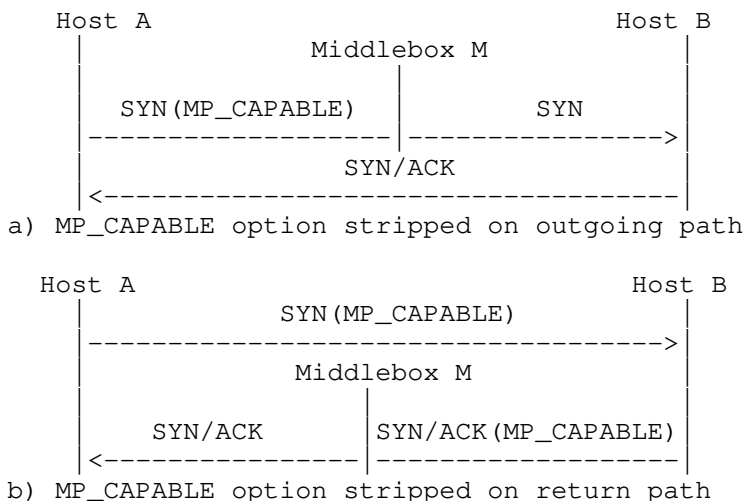 Host A Host B
Middlebox M
SYN(MP_CAPABLE) SYN
SYN/ACK
a) MP_CAPABLE option stripped on outgoing path
Host A Host B
SYN(MP_CAPABLE)
Middlebox M
SYN/ACK SYN/ACK(MP_CAPABLE)
b) MP_CAPABLE option stripped on return path